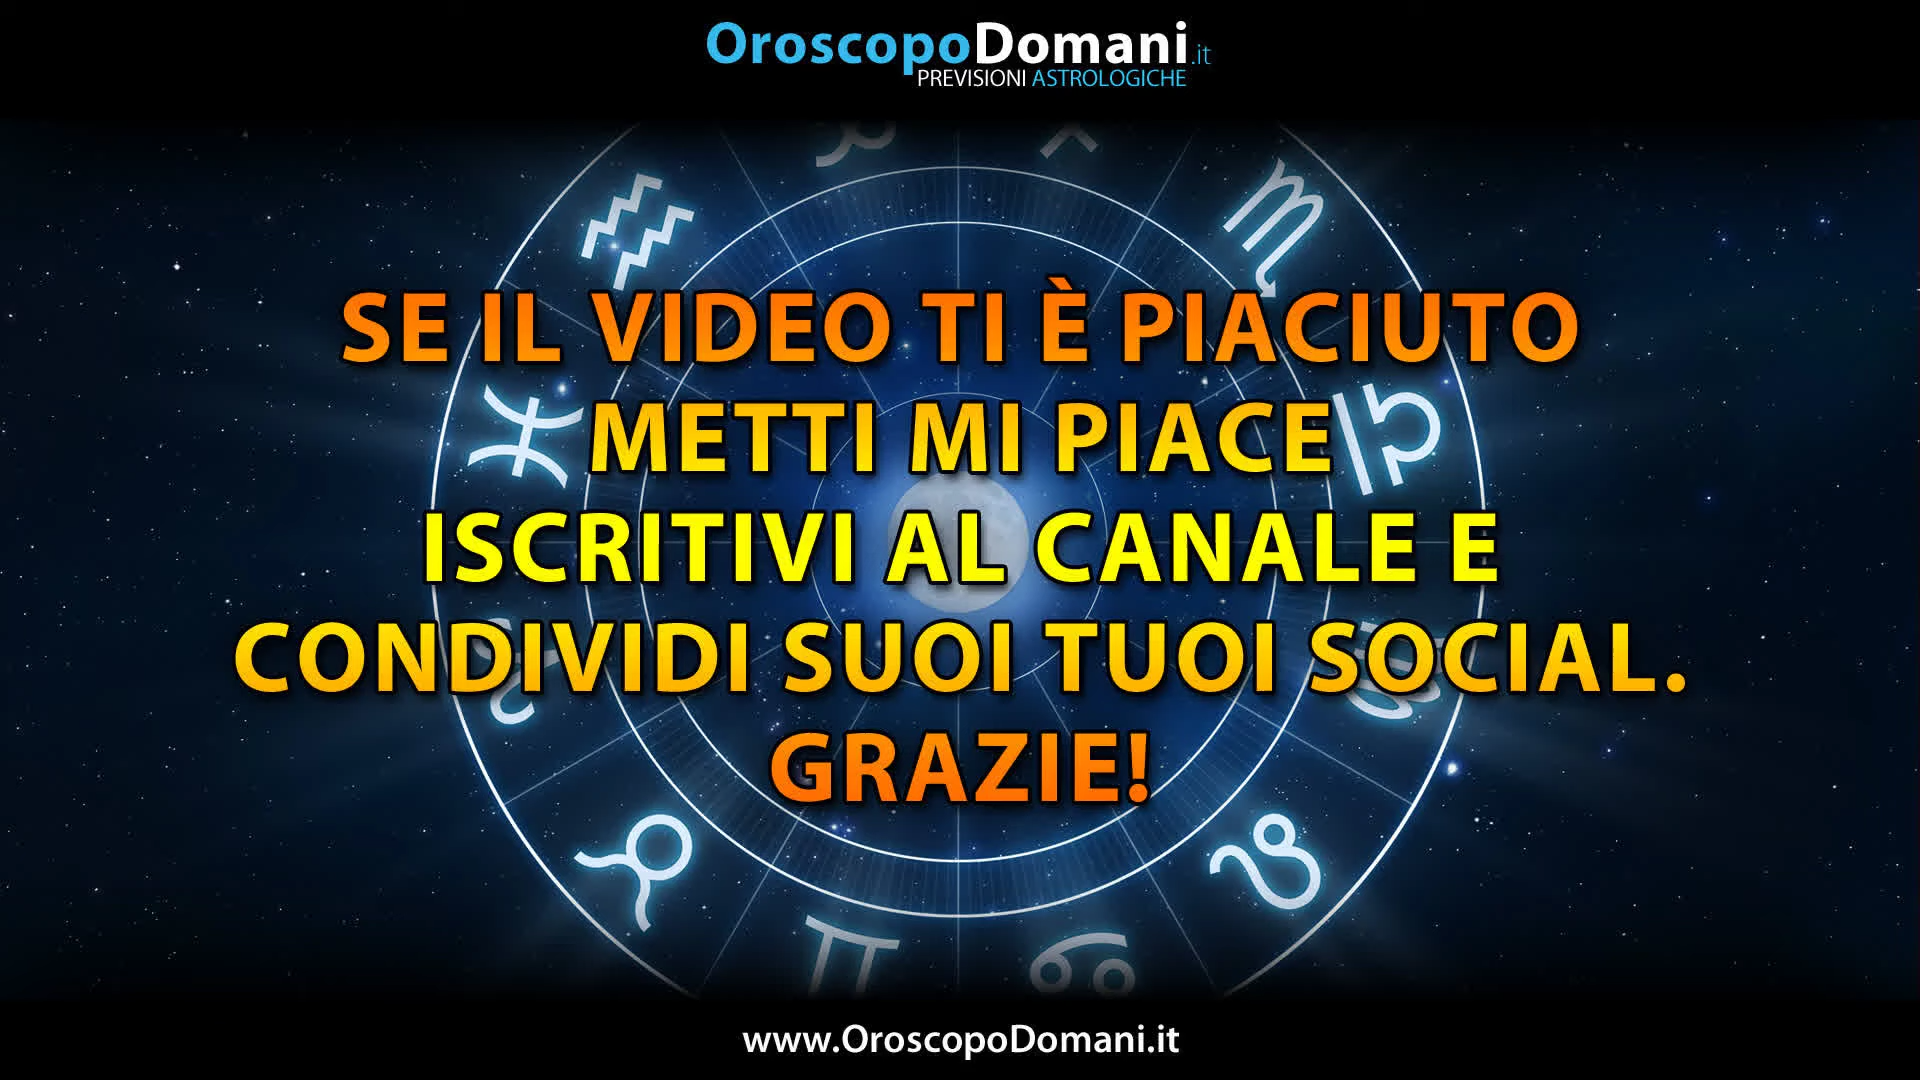 OroscopoDomani.it
PREVISIONI ASTROLOGICHE
SE IL VIDEO TI È PIACIUTO
METTI MI PIACE
ISCRITIVI AL CANALE E
CONDIVIDI SUOI TUOI SOCIAL.
GRAZIE!
www.OroscopoDomani.it